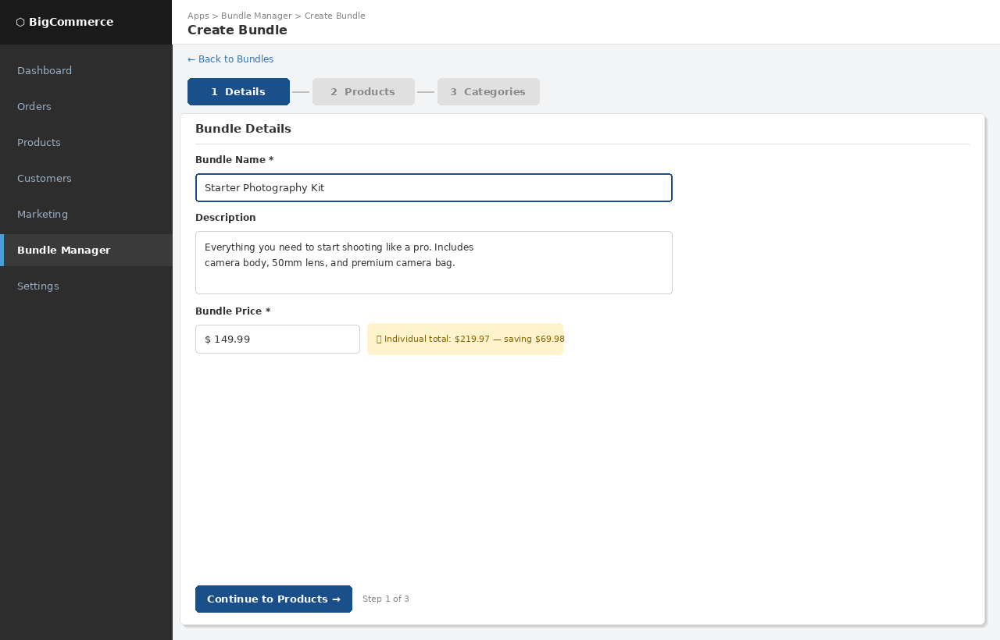 ⬡ BigCommerce
Apps > Bundle Manager > Create Bundle
Create Bundle
Dashboard
Orders
Products
Customers
Marketing
Bundle Manager
Settings
← Back to Bundles
1 Details
2 Products
3 Categories
Bundle Details
Bundle Name *
Starter Photography Kit
Description
Everything you need to start shooting like a pro. Includes
camera body, 50mm lens, and premium camera bag.
Bundle Price *
$ 149.99
Individual total: $219.97 — saving $69.98
Continue to Products →
Step 1 of 3